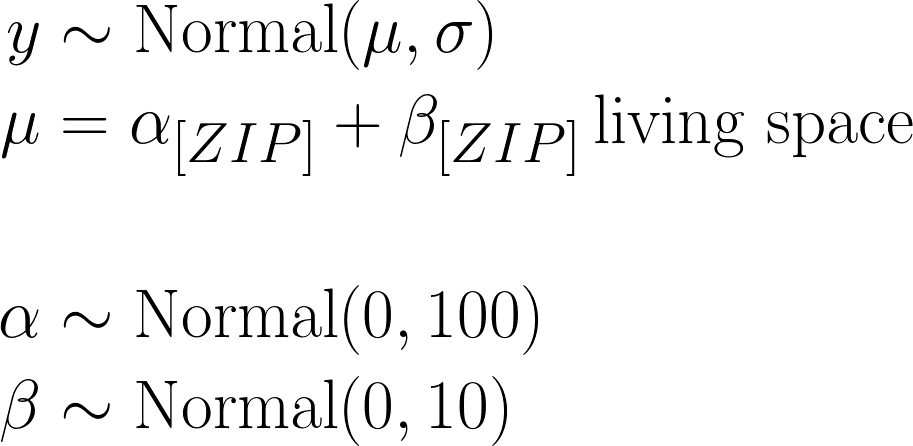 y ∼ Normal(μ, σ)
μ = α[ZIP] + β[ZIP] living space
α ∼ Normal(0, 100)
β ∼ Normal(0, 10)